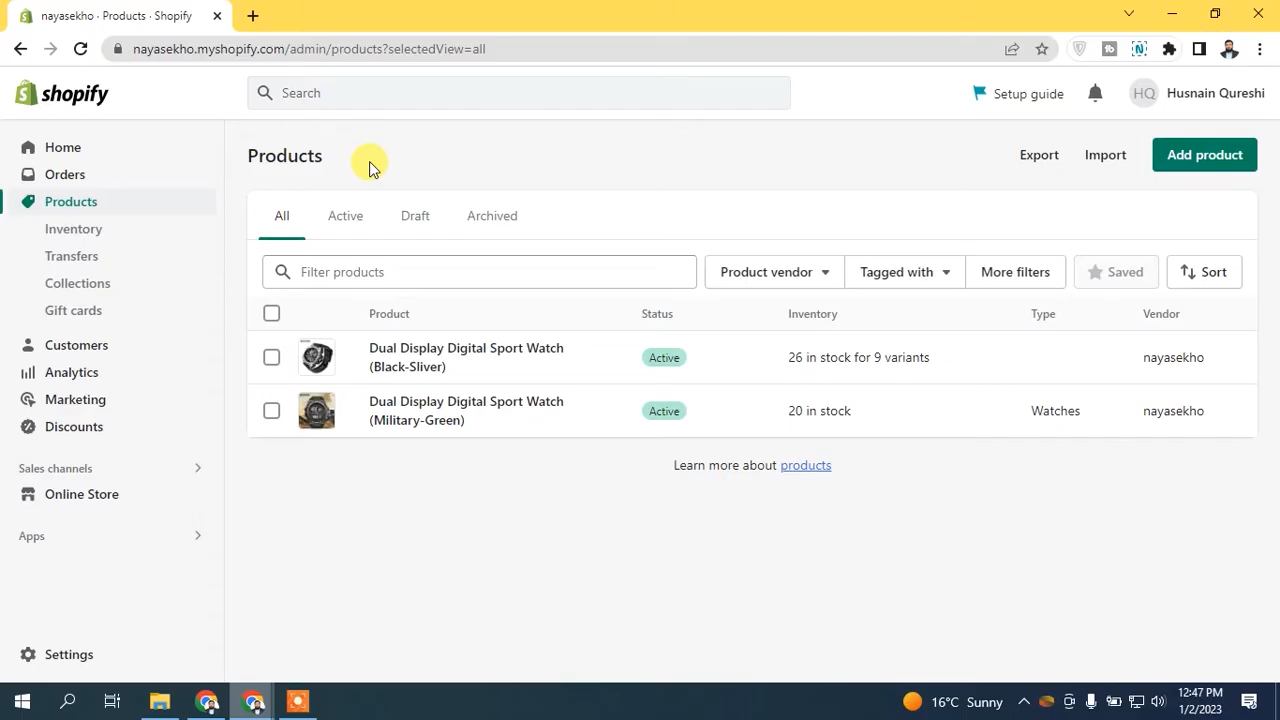 nayasekho · Products · Shopify
nayasekho.myshopify.com/admin/products?selectedView=all
shopify
Search
Setup guide
HQ
Husnain Qureshi
Home
Orders
Products
Inventory
Transfers
Collections
Gift cards
Customers
Analytics
Marketing
Discounts
Sales channels
Online Store
Apps
Settings
Products
Export
Import
Add product
All
Active
Draft
Archived
Filter products
Product vendor
Tagged with
More filters
Saved
Sort
Product
Status
Inventory
Type
Vendor
Dual Display Digital Sport Watch
(Black-Sliver)
Active
26 in stock for 9 variants
nayasekho
Dual Display Digital Sport Watch
(Military-Green)
Active
20 in stock
Watches
nayasekho
Learn more about products
16°C Sunny
12:47 PM
1/2/2023